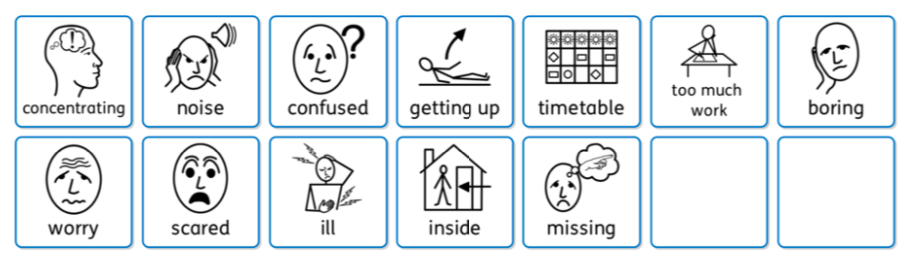 concentrating
noise
confused
getting up
timetable
too much
work
boring
worry
scared
ill
inside
missing